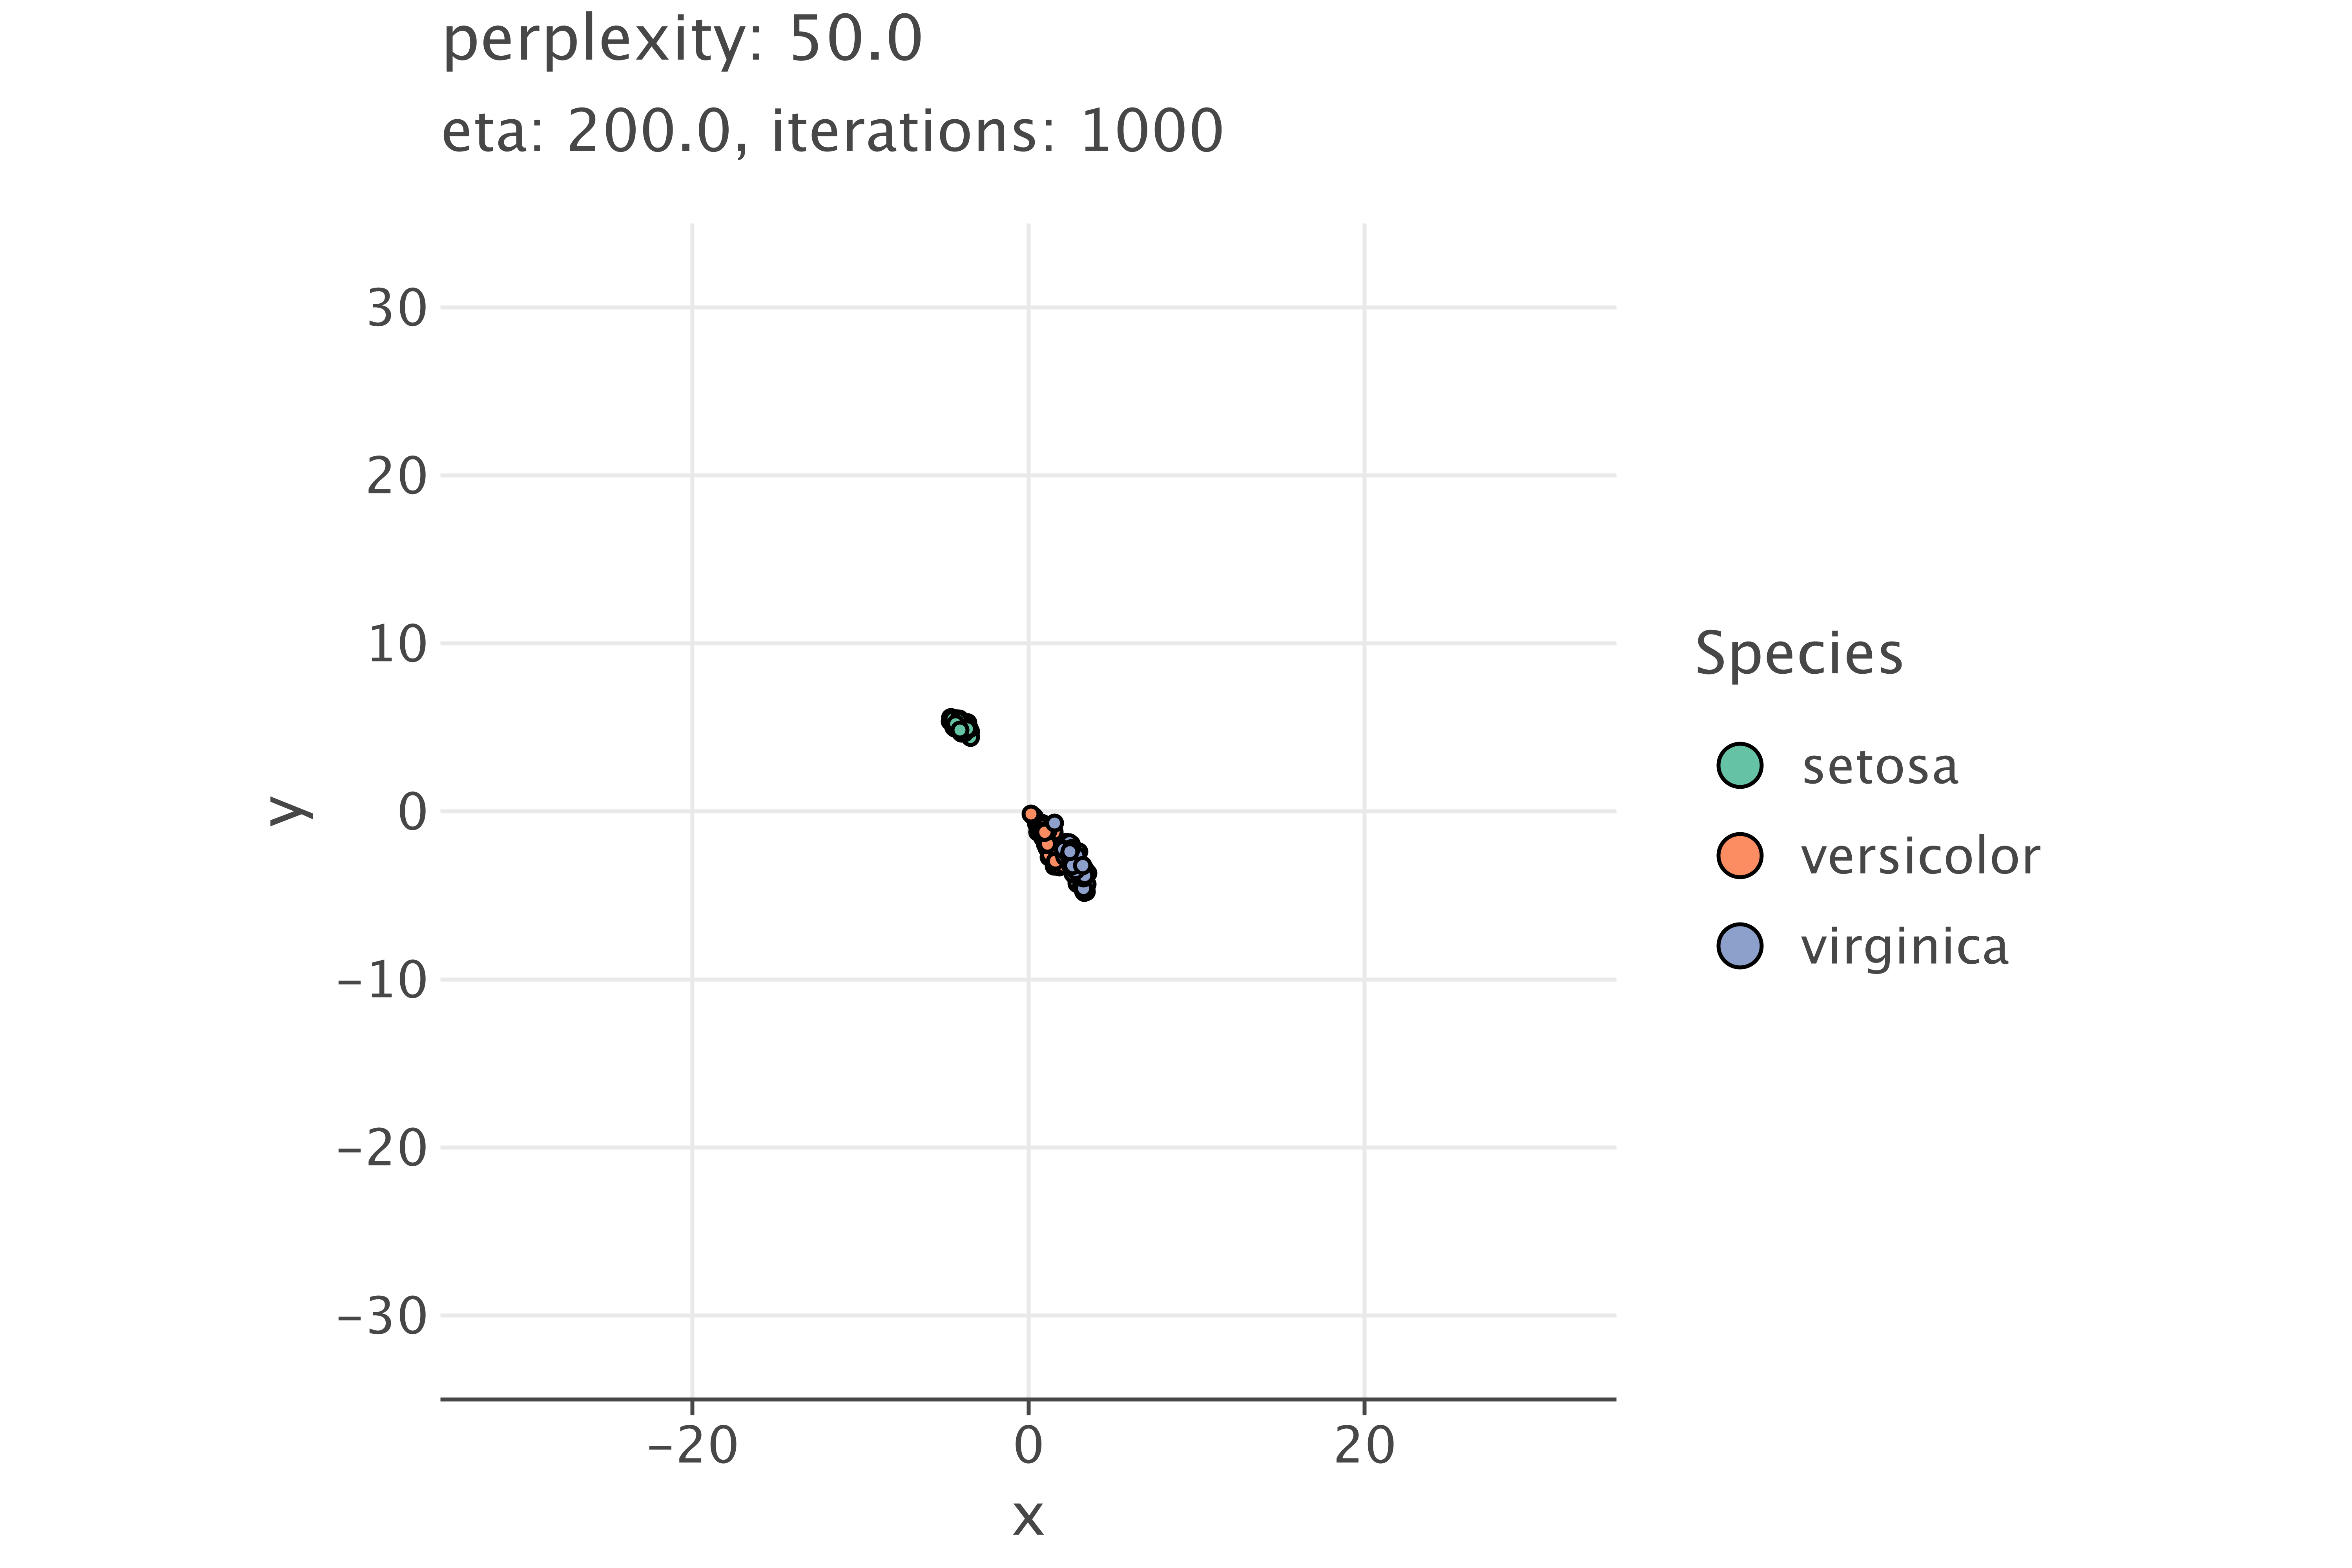 perplexity: 50.0
eta: 200.0, iterations: 1000
30
20
10
0
-10
-20
-30
y
-20
0
20
x
Species
setosa
versicolor
virginica